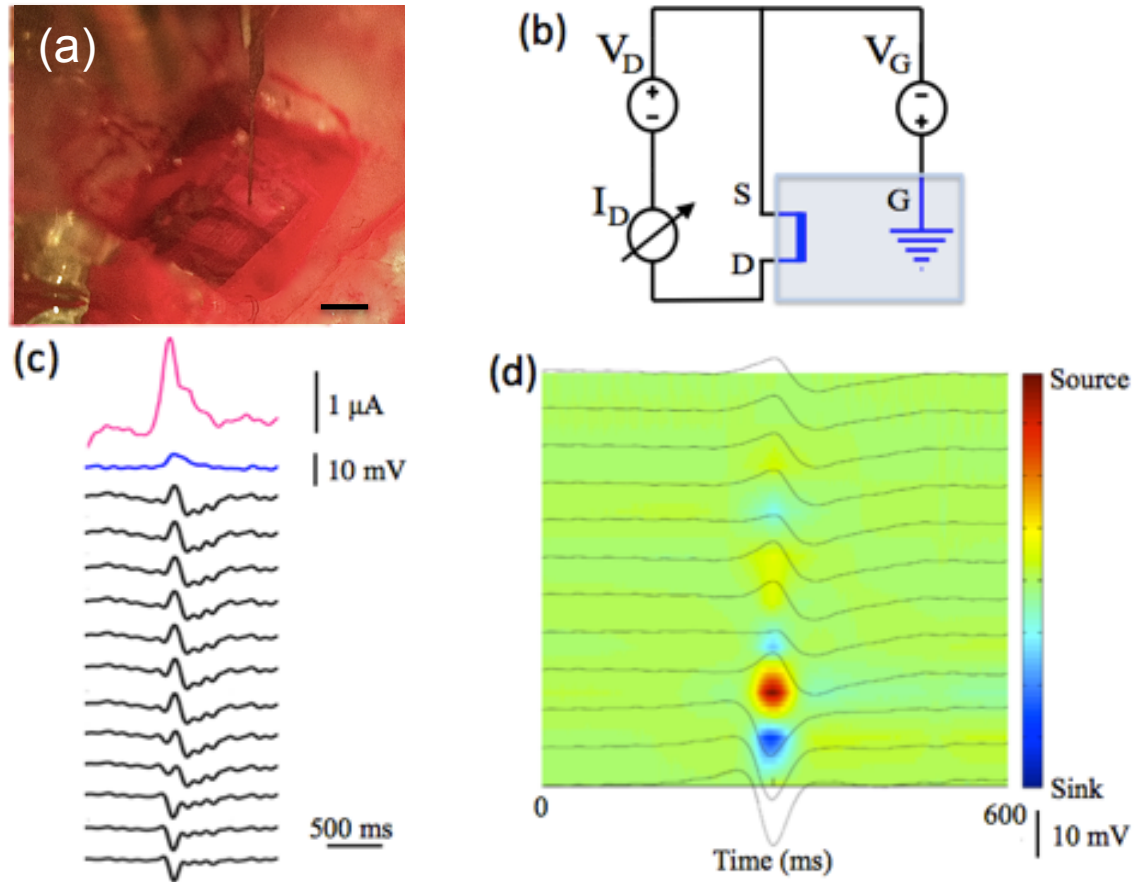 (a)
(b)
V_D
+
-
V_G
-
+
I_D
S
D
G
(c)
1 μA
10 mV
500 ms
(d)
Source
Sink
0
600
10 mV
Time (ms)